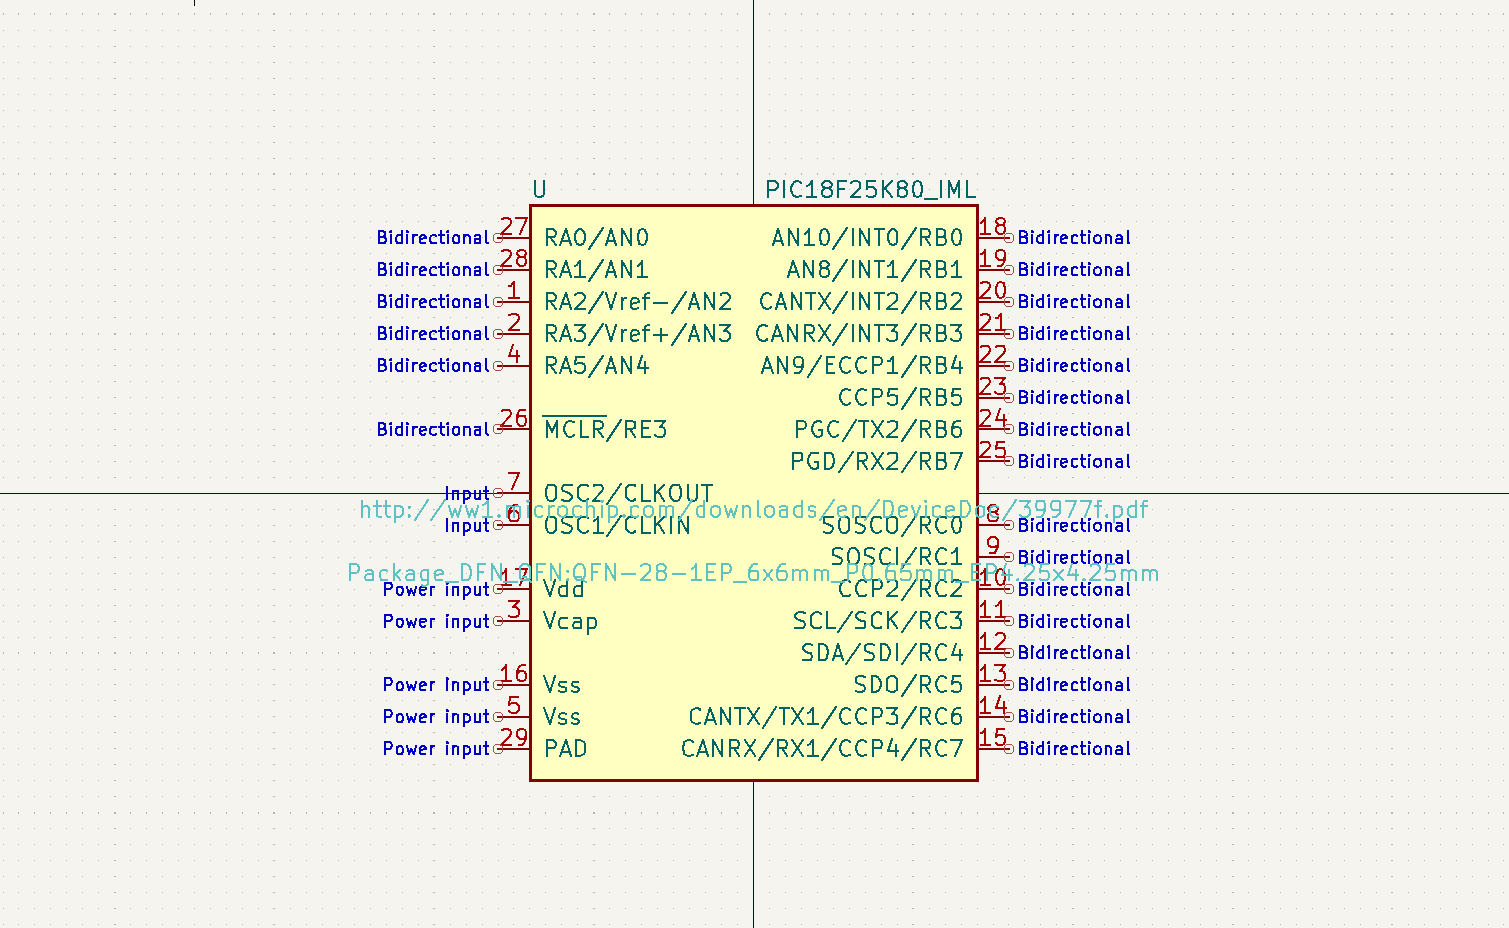 U PIC18F25K80_IML
Bidirectional 27 RA0/AN0 AN10/INT0/RB0 18 Bidirectional
Bidirectional 28 RA1/AN1 AN8/INT1/RB1 19 Bidirectional
Bidirectional 1 RA2/Vref-/AN2 CANTX/INT2/RB2 20 Bidirectional
Bidirectional 2 RA3/Vref+/AN3 CANRX/INT3/RB3 21 Bidirectional
Bidirectional 4 RA5/AN4 AN9/ECCP1/RB4 22 Bidirectional
CCP5/RB5 23 Bidirectional
Bidirectional 26 MCLR/RE3 PGC/TX2/RB6 24 Bidirectional
PGD/RX2/RB7 25 Bidirectional
Input 7 OSC2/CLKOUT
http://ww1.microchip.com/downloads/en/DeviceDoc/39977f.pdf
Input 6 OSC1/CLKIN SOSCO/RC0 8 Bidirectional
SOSCI/RC1 9 Bidirectional
Package_DFN_QFN:QFN-28-1EP_6x6mm_P0.65mm_EP4.25x4.25mm
Power input 17 Vdd CCP2/RC2 10 Bidirectional
Power input 3 Vcap SCL/SCK/RC3 11 Bidirectional
SDA/SDI/RC4 12 Bidirectional
Power input 16 Vss SDO/RC5 13 Bidirectional
Power input 5 Vss CANTX/TX1/CCP3/RC6 14 Bidirectional
Power input 29 PAD CANRX/RX1/CCP4/RC7 15 Bidirectional